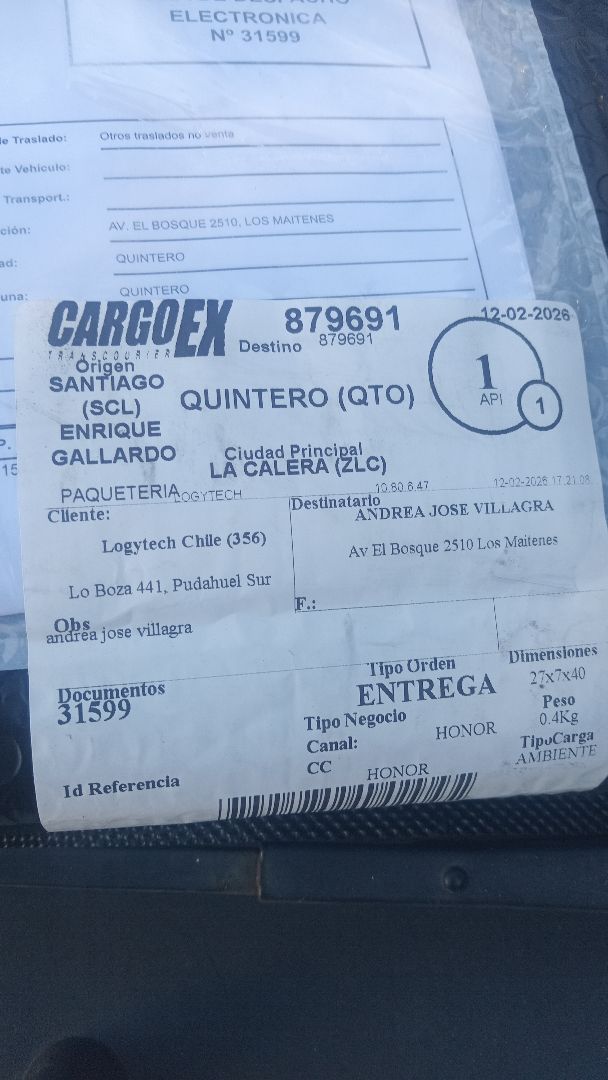 ELECTRONICA
N° 31599
de Traslado: Otros traslados no venta
te Vehículo:
Transport.:
ción: AV. EL BOSQUE 2510, LOS MAITENES
ad: QUINTERO
una: QUINTERO
P.
15
CARGOEX
TRANSCOURIER
879691
12-02-2026
Destino 879691
Origen
SANTIAGO
(SCL)
ENRIQUE
GALLARDO
QUINTERO (QTO)
1
API
1
Ciudad Principal
LA CALERA (ZLC)
PAQUETERIA LOGYTECH 10.60.6.47 12-02-2026 17:21:08
Cliente:
Logytech Chile (356)
Lo Boza 441, Pudahuel Sur
Destinatario
ANDREA JOSE VILLAGRA
Av El Bosque 2510 Los Maitenes
F.:
Obs
andrea jose villagra
Documentos
31599
Tipo Orden
ENTREGA
Dimensiones
27x7x40
Peso
0.4Kg
Tipo Negocio
Canal: HONOR
TipoCarga
AMBIENTE
CC HONOR
Id Referencia